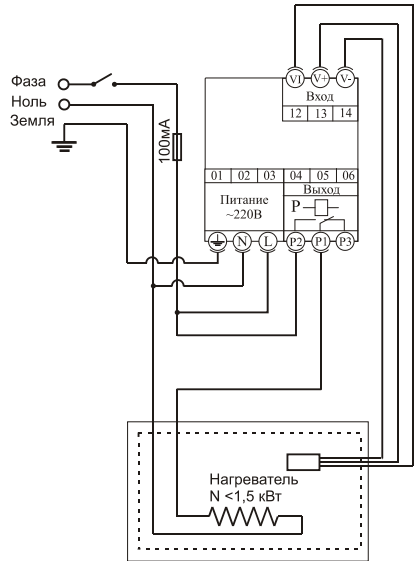 VI V+ V-
Вход
12 13 14
Фаза
Ноль
Земля
100мА
01 02 03 04 05 06
Питание
~220В
Выход
P
N L P2 P1 P3
Нагреватель
N <1,5 кВт